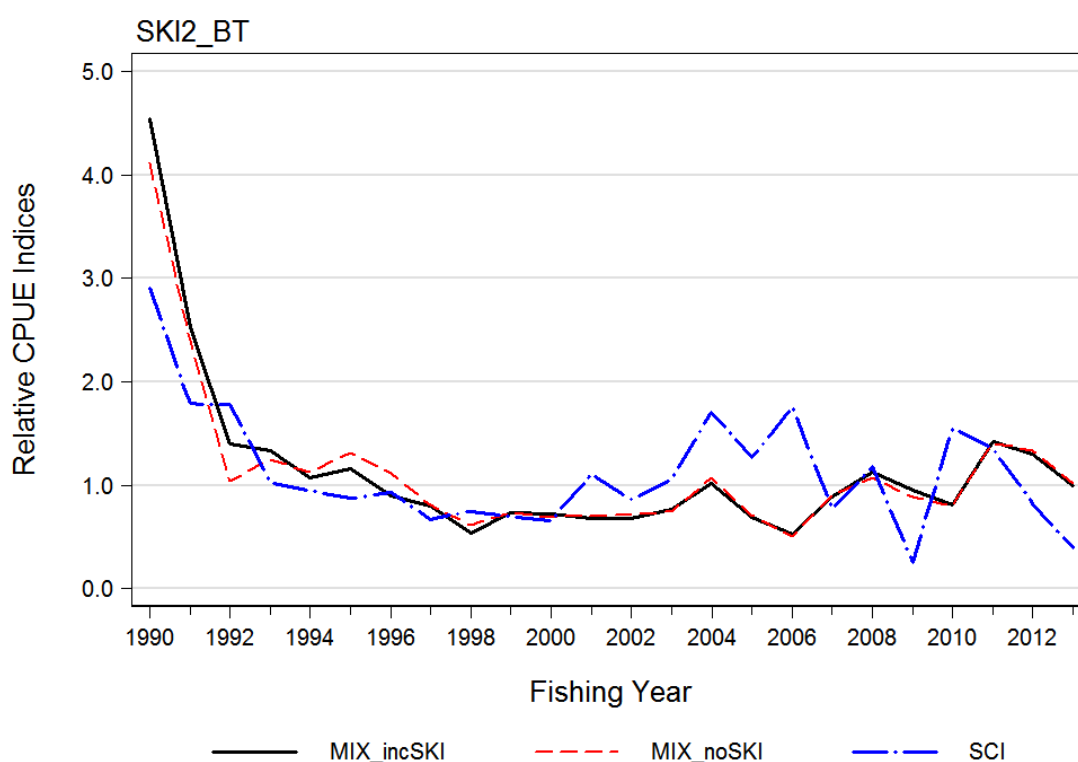 SKI2_BT
5.0
4.0
3.0
2.0
1.0
0.0
Relative CPUE Indices
1990 1992 1994 1996 1998 2000 2002 2004 2006 2008 2010 2012
Fishing Year
MIX_incSKI MIX_noSKI SCI